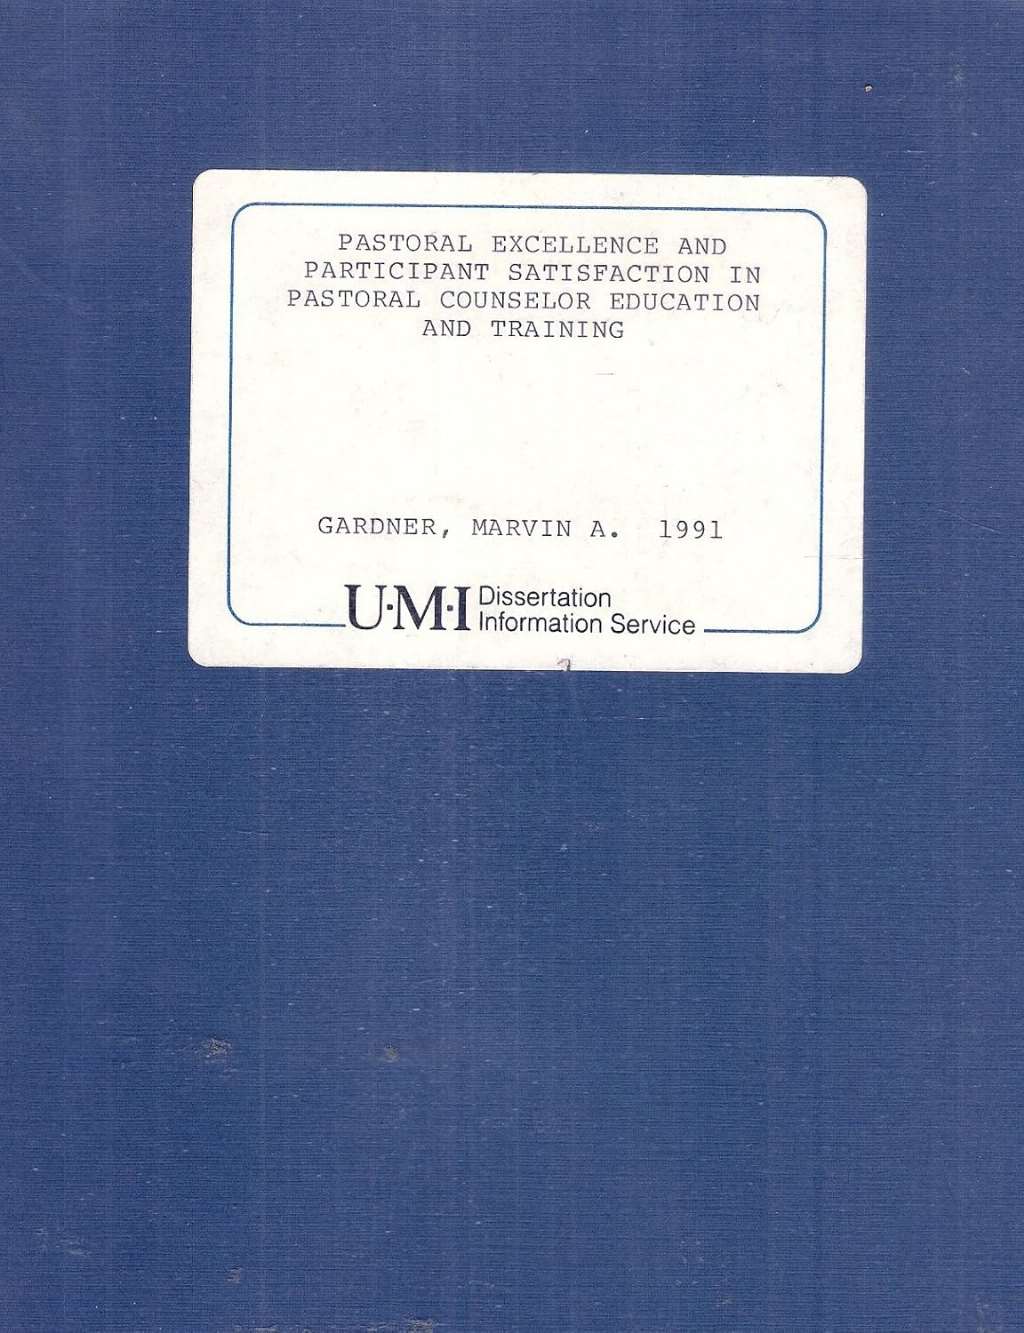 PASTORAL EXCELLENCE AND
PARTICIPANT SATISFACTION IN
PASTORAL COUNSELOR EDUCATION
AND TRAINING
GARDNER, MARVIN A. 1991
U·M·I Dissertation
Information Service